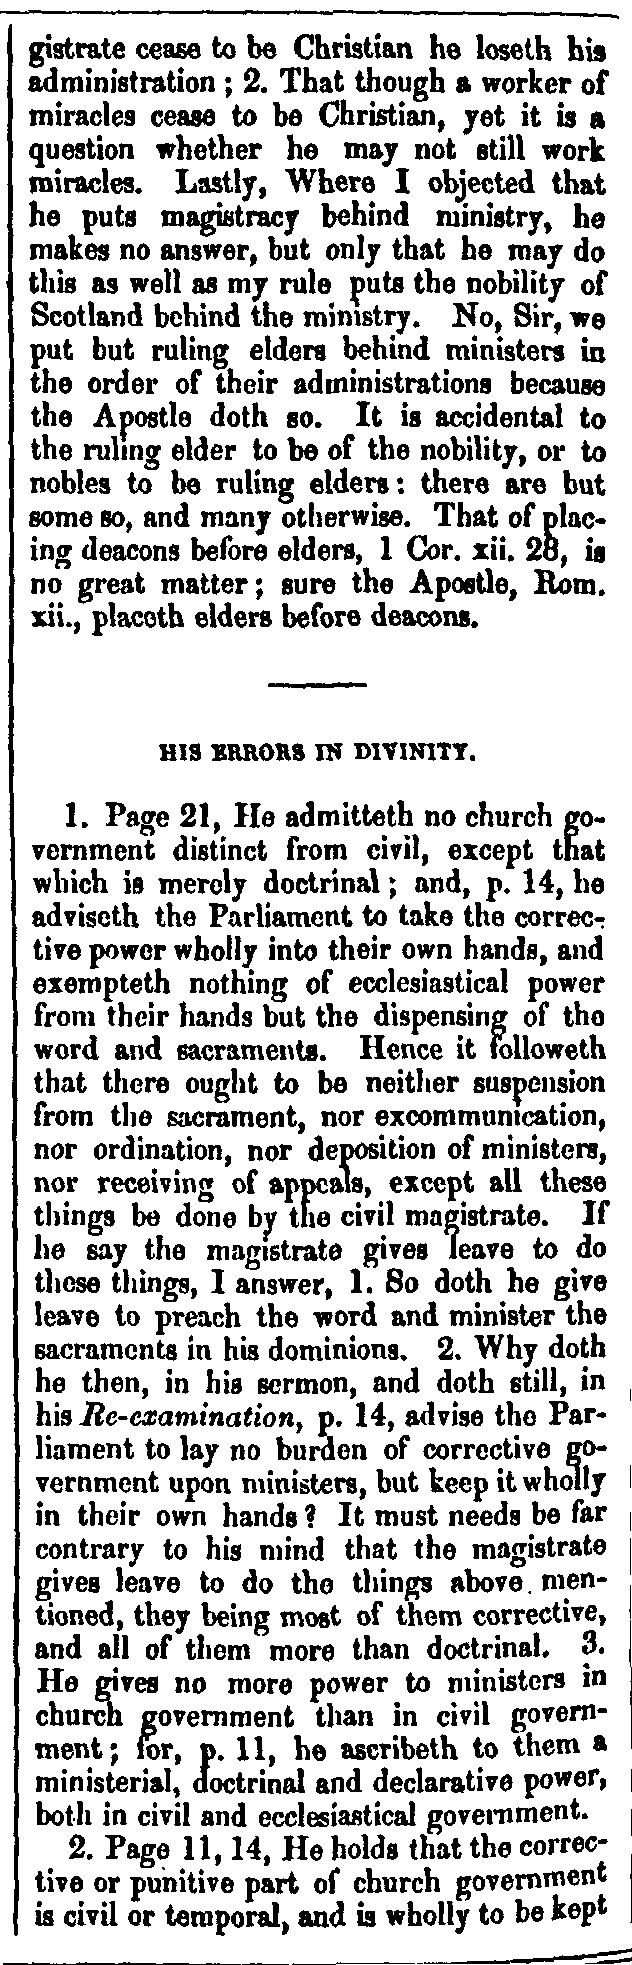 gistrate cease to be Christian he loseth his
administration ; 2. That though a worker of
miracles cease to be Christian, yet it is a
question whether he may not still work
miracles. Lastly, Where I objected that
he puts magistracy behind ministry, he
makes no answer, but only that he may do
this as well as my rule puts the nobility of
Scotland behind the ministry. No, Sir, we
put but ruling elders behind ministers in
the order of their administrations because
the Apostle doth so. It is accidental to
the ruling elder to be of the nobility, or to
nobles to be ruling elders: there are but
some so, and many otherwise. That of plac-
ing deacons before elders, 1 Cor. xii. 28, is
no great matter; sure the Apostle, Rom.
xii., placeth elders before deacons.
HIS ERRORS IN DIVINITY.
1. Page 21, He admitteth no church go-
vernment distinct from civil, except that
which is merely doctrinal; and, p. 14, he
adviseth the Parliament to take the correc-
tive power wholly into their own hands, and
exempteth nothing of ecclesiastical power
from their hands but the dispensing of the
word and sacraments. Hence it followeth
that there ought to be neither suspension
from the sacrament, nor excommunication,
nor ordination, nor deposition of ministers,
nor receiving of appeals, except all these
things be done by the civil magistrate. If
he say the magistrate gives leave to do
these things, I answer, 1. So doth he give
leave to preach the word and minister the
sacraments in his dominions. 2. Why doth
he then, in his sermon, and doth still, in
his Re-examination, p. 14, advise the Par-
liament to lay no burden of corrective go-
vernment upon ministers, but keep it wholly
in their own hands? It must needs be far
contrary to his mind that the magistrate
gives leave to do the things above men-
tioned, they being most of them corrective,
and all of them more than doctrinal. 3.
He gives no more power to ministers in
church government than in civil govern-
ment; for, p. 11, he ascribeth to them a
ministerial, doctrinal and declarative power,
both in civil and ecclesiastical government.
2. Page 11, 14, He holds that the correc-
tive or punitive part of church government
is civil or temporal, and is wholly to be kept